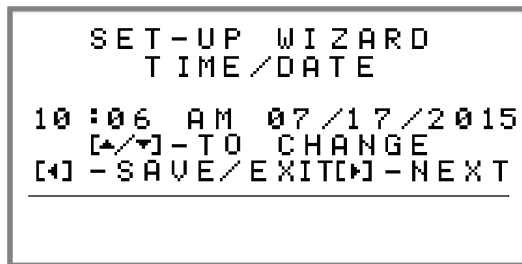 SET-UP WIZARD
TIME/DATE
10:06 AM 07/17/2015
[▲/▼]-TO CHANGE
[◀] -SAVE/EXIT[▶]-NEXT